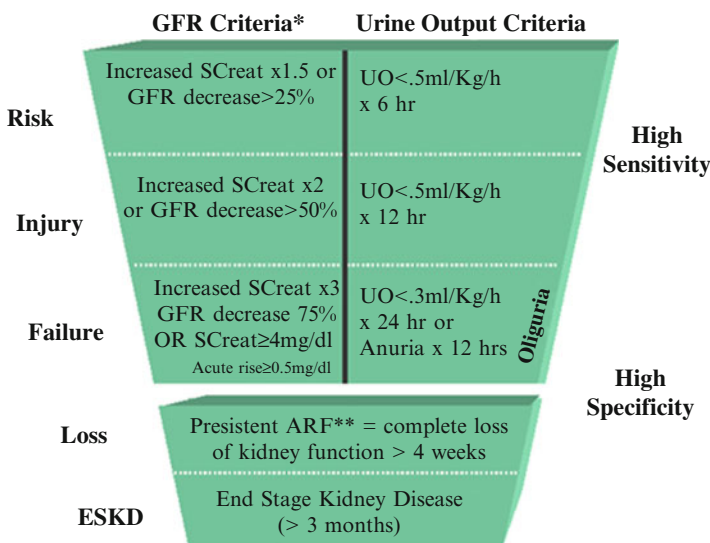 GFR Criteria*
Urine Output Criteria
Risk
Increased SCreat x1.5 or
GFR decrease>25%
UO<.5ml/Kg/h
x 6 hr
High
Sensitivity
Injury
Increased SCreat x2
or GFR decrease>50%
UO<.5ml/Kg/h
x 12 hr
Failure
Increased SCreat x3
GFR decrease 75%
OR SCreat≥4mg/dl
Acute rise≥0.5mg/dl
UO<.3ml/Kg/h
x 24 hr or
Anuria x 12 hrs
Oliguria
High
Specificity
Loss
Presistent ARF** = complete loss
of kidney function > 4 weeks
ESKD
End Stage Kidney Disease
(> 3 months)